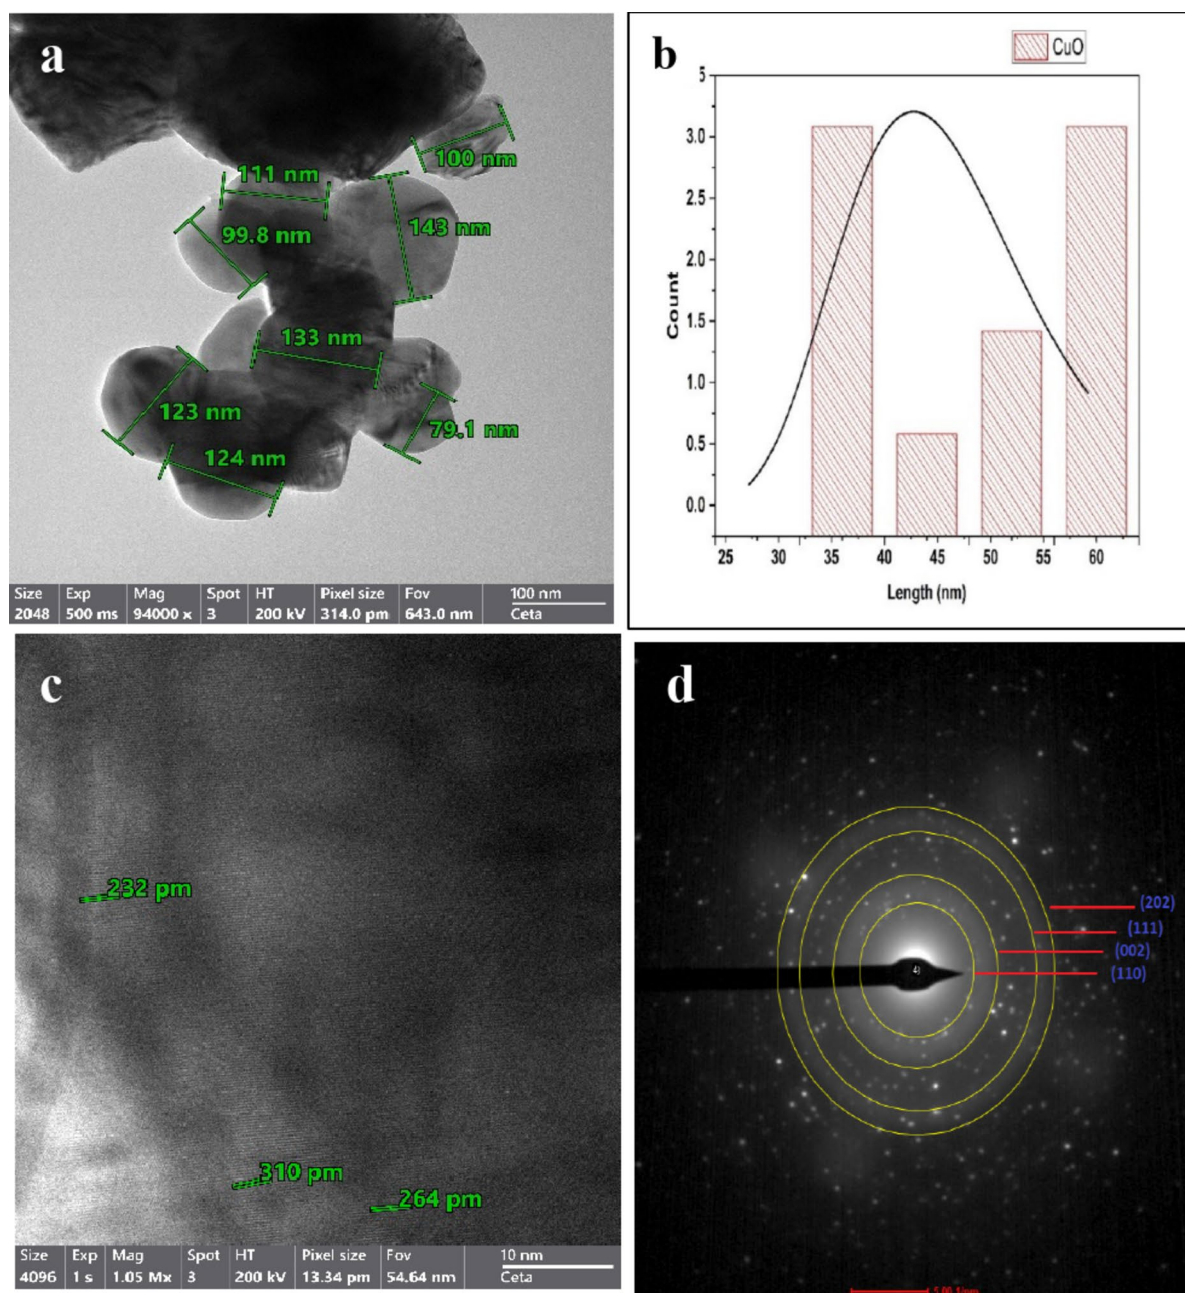 a
100 nm
111 nm
99.8 nm
143 nm
133 nm
123 nm
79.1 nm
124 nm
Size Exp Mag Spot HT Pixel size Fov 100 nm
2048 500 ms 94000 x 3 200 kV 314.0 pm 643.0 nm Ceta
b
CuO
5
3.0
2.5
2.0
1.5
1.0
0.5
0.0
Count
25 30 35 40 45 50 55 60
Length (nm)
c
232 pm
310 pm
264 pm
Size Exp Mag Spot HT Pixel size Fov 10 nm
4096 1 s 1.05 Mx 3 200 kV 13.34 pm 54.64 nm Ceta
d
(202)
(111)
(002)
(110)